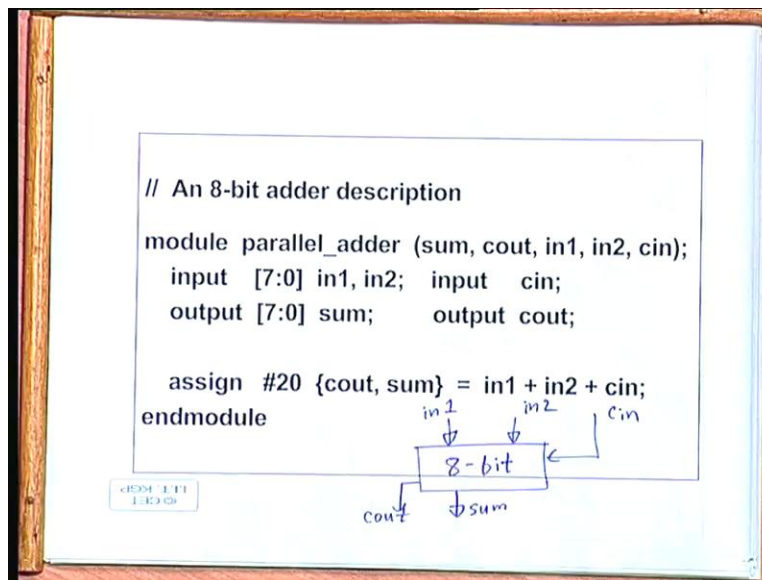 // An 8-bit adder description
module parallel_adder (sum, cout, in1, in2, cin);
input [7:0] in1, in2; input cin;
output [7:0] sum; output cout;
assign #20 {cout, sum} = in1 + in2 + cin;
endmodule
in1 in2 cin
8-bit
cout sum
© CET
I.I.T. KGP